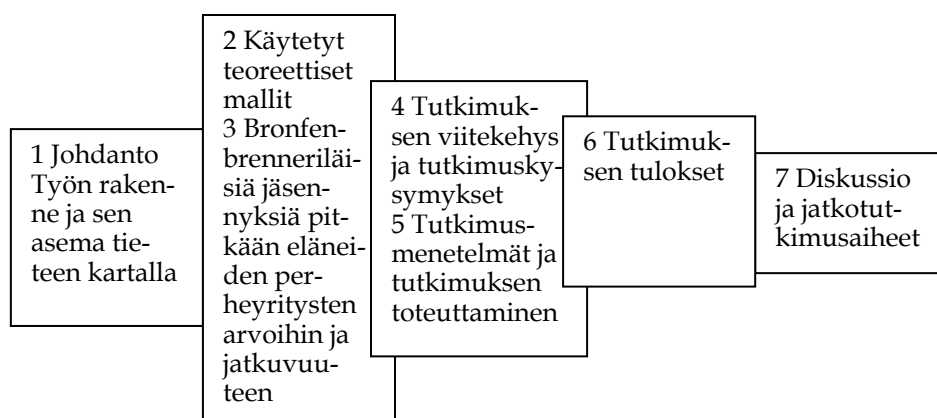 1 Johdanto
Työn raken-
ne ja sen
asema tie-
teen kartalla
2 Käytetyt
teoreettiset
mallit
3 Bronfen-
brenneriläi-
siä jäsen-
nyksiä pit-
kään elänei-
den per-
heyritysten
arvoihin ja
jatkuvuu-
teen
4 Tutkimuk-
sen viitekehys
ja tutkimusky-
symykset
5 Tutkimus-
menetelmät ja
tutkimuksen
toteuttaminen
6 Tutkimuk-
sen tulokset
7 Diskussio
ja jatkotut-
kimusaiheet